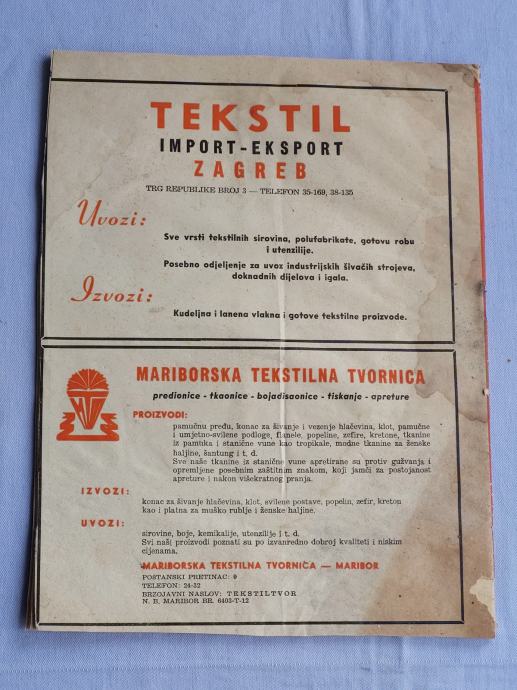 TEKSTIL
IMPORT-EKSPORT
ZAGREB
TRG REPUBLIKE BROJ 3 — TELEFON 35-169, 38-135
Uvozi:
Sve vrsti tekstilnih sirovina, polufabrikate, gotovu robu
i utenzilije.
Posebno odjeljenje za uvoz industrijskih šivaćih strojeva,
doknadnih dijelova i igala.
Izvozi:
Kudeljna i lanena vlakna i gotove tekstilne proizvode.
MTT
MARIBORSKA TEKSTILNA TVORNICA
predionice - tkaonice - bojadisaonice - tiskanje - apreture
PROIZVODI:
pamučnu pređu, konac za šivanje i vezenje hlačevina, klot, pamučne
i umjetno-svilene podloge, flanele, popeline, zefire, kretone, tkanine
iz pamuka i stanične vune kao tropikale, modne tkanine za ženske
haljine, šantung i t. d.
Sve naše tkanine iz stanične vune apretirane su protiv gužvanja i
opremljene posebnim zaštitnim znakom, koji jamči za postojanost
apreture i nakon višekratnog pranja.
IZVOZI:
konac za šivanje hlačevina, klot, svilene postave, popelin, zefir, kreton
kao i platna za muško rublje i ženske haljine.
UVOZI:
sirovine, boje, kemikalije, utenzilije i t. d.
Svi naši proizvodi poznati su po izvanredno dobroj kvaliteti i niskim
cijenama.
MARIBORSKA TEKSTILNA TVORNICA — MARIBOR
POSTANSKI PRETINAC: 9
TELEFON: 24-32
BRZOJAVNI NASLOV: TEKSTILTVOR
N. B. MARIBOR BR. 6403-T-12